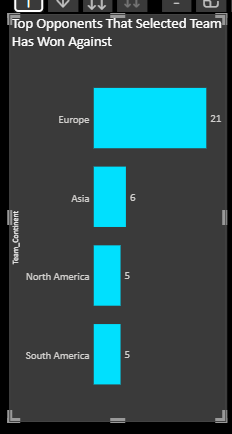 Top Opponents That Selected Team
Has Won Against
Team_Continent
Europe 21
Asia 6
North America 5
South America 5